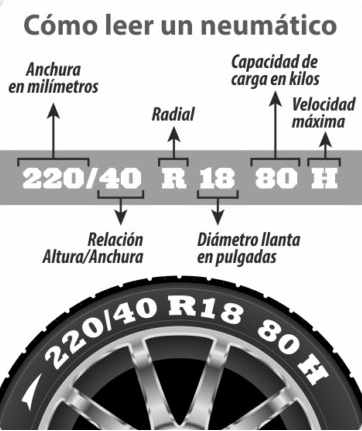 Cómo leer un neumático
Anchura
en milímetros
Capacidad de
carga en kilos
Radial
Velocidad
máxima
220/40 R 18 80 H
Relación
Altura/Anchura
Diámetro llanta
en pulgadas
220/40 R18 80 H